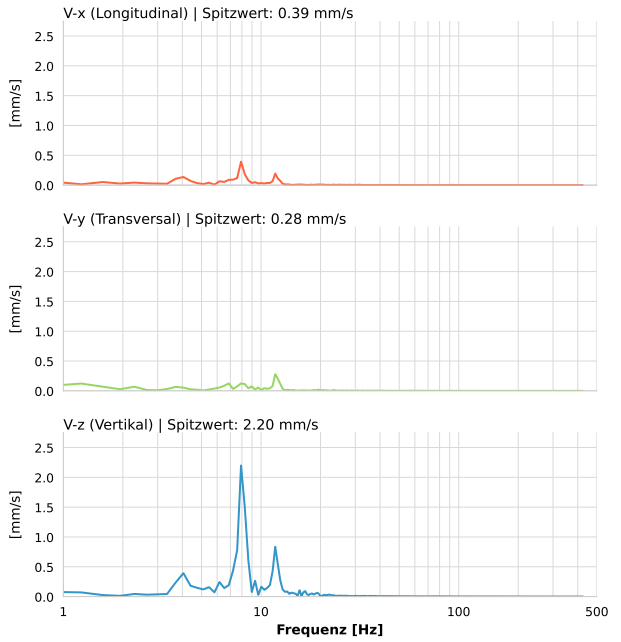 V-x (Longitudinal) | Spitzwert: 0.39 mm/s
2.5
2.0
1.5
1.0
0.5
0.0
[mm/s]
V-y (Transversal) | Spitzwert: 0.28 mm/s
2.5
2.0
1.5
1.0
0.5
0.0
[mm/s]
V-z (Vertikal) | Spitzwert: 2.20 mm/s
2.5
2.0
1.5
1.0
0.5
0.0
[mm/s]
1 10 100 500
Frequenz [Hz]